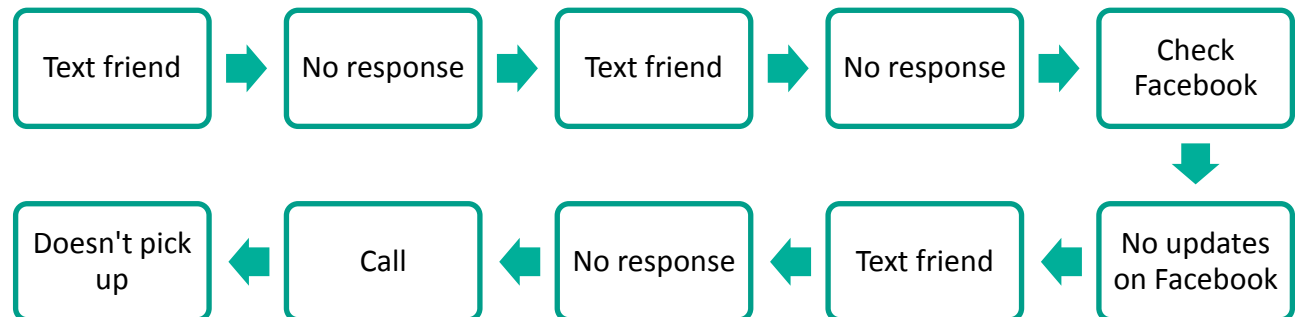 Text friend
No response
Text friend
No response
Check
Facebook
No updates
on Facebook
Text friend
No response
Call
Doesn't pick
up